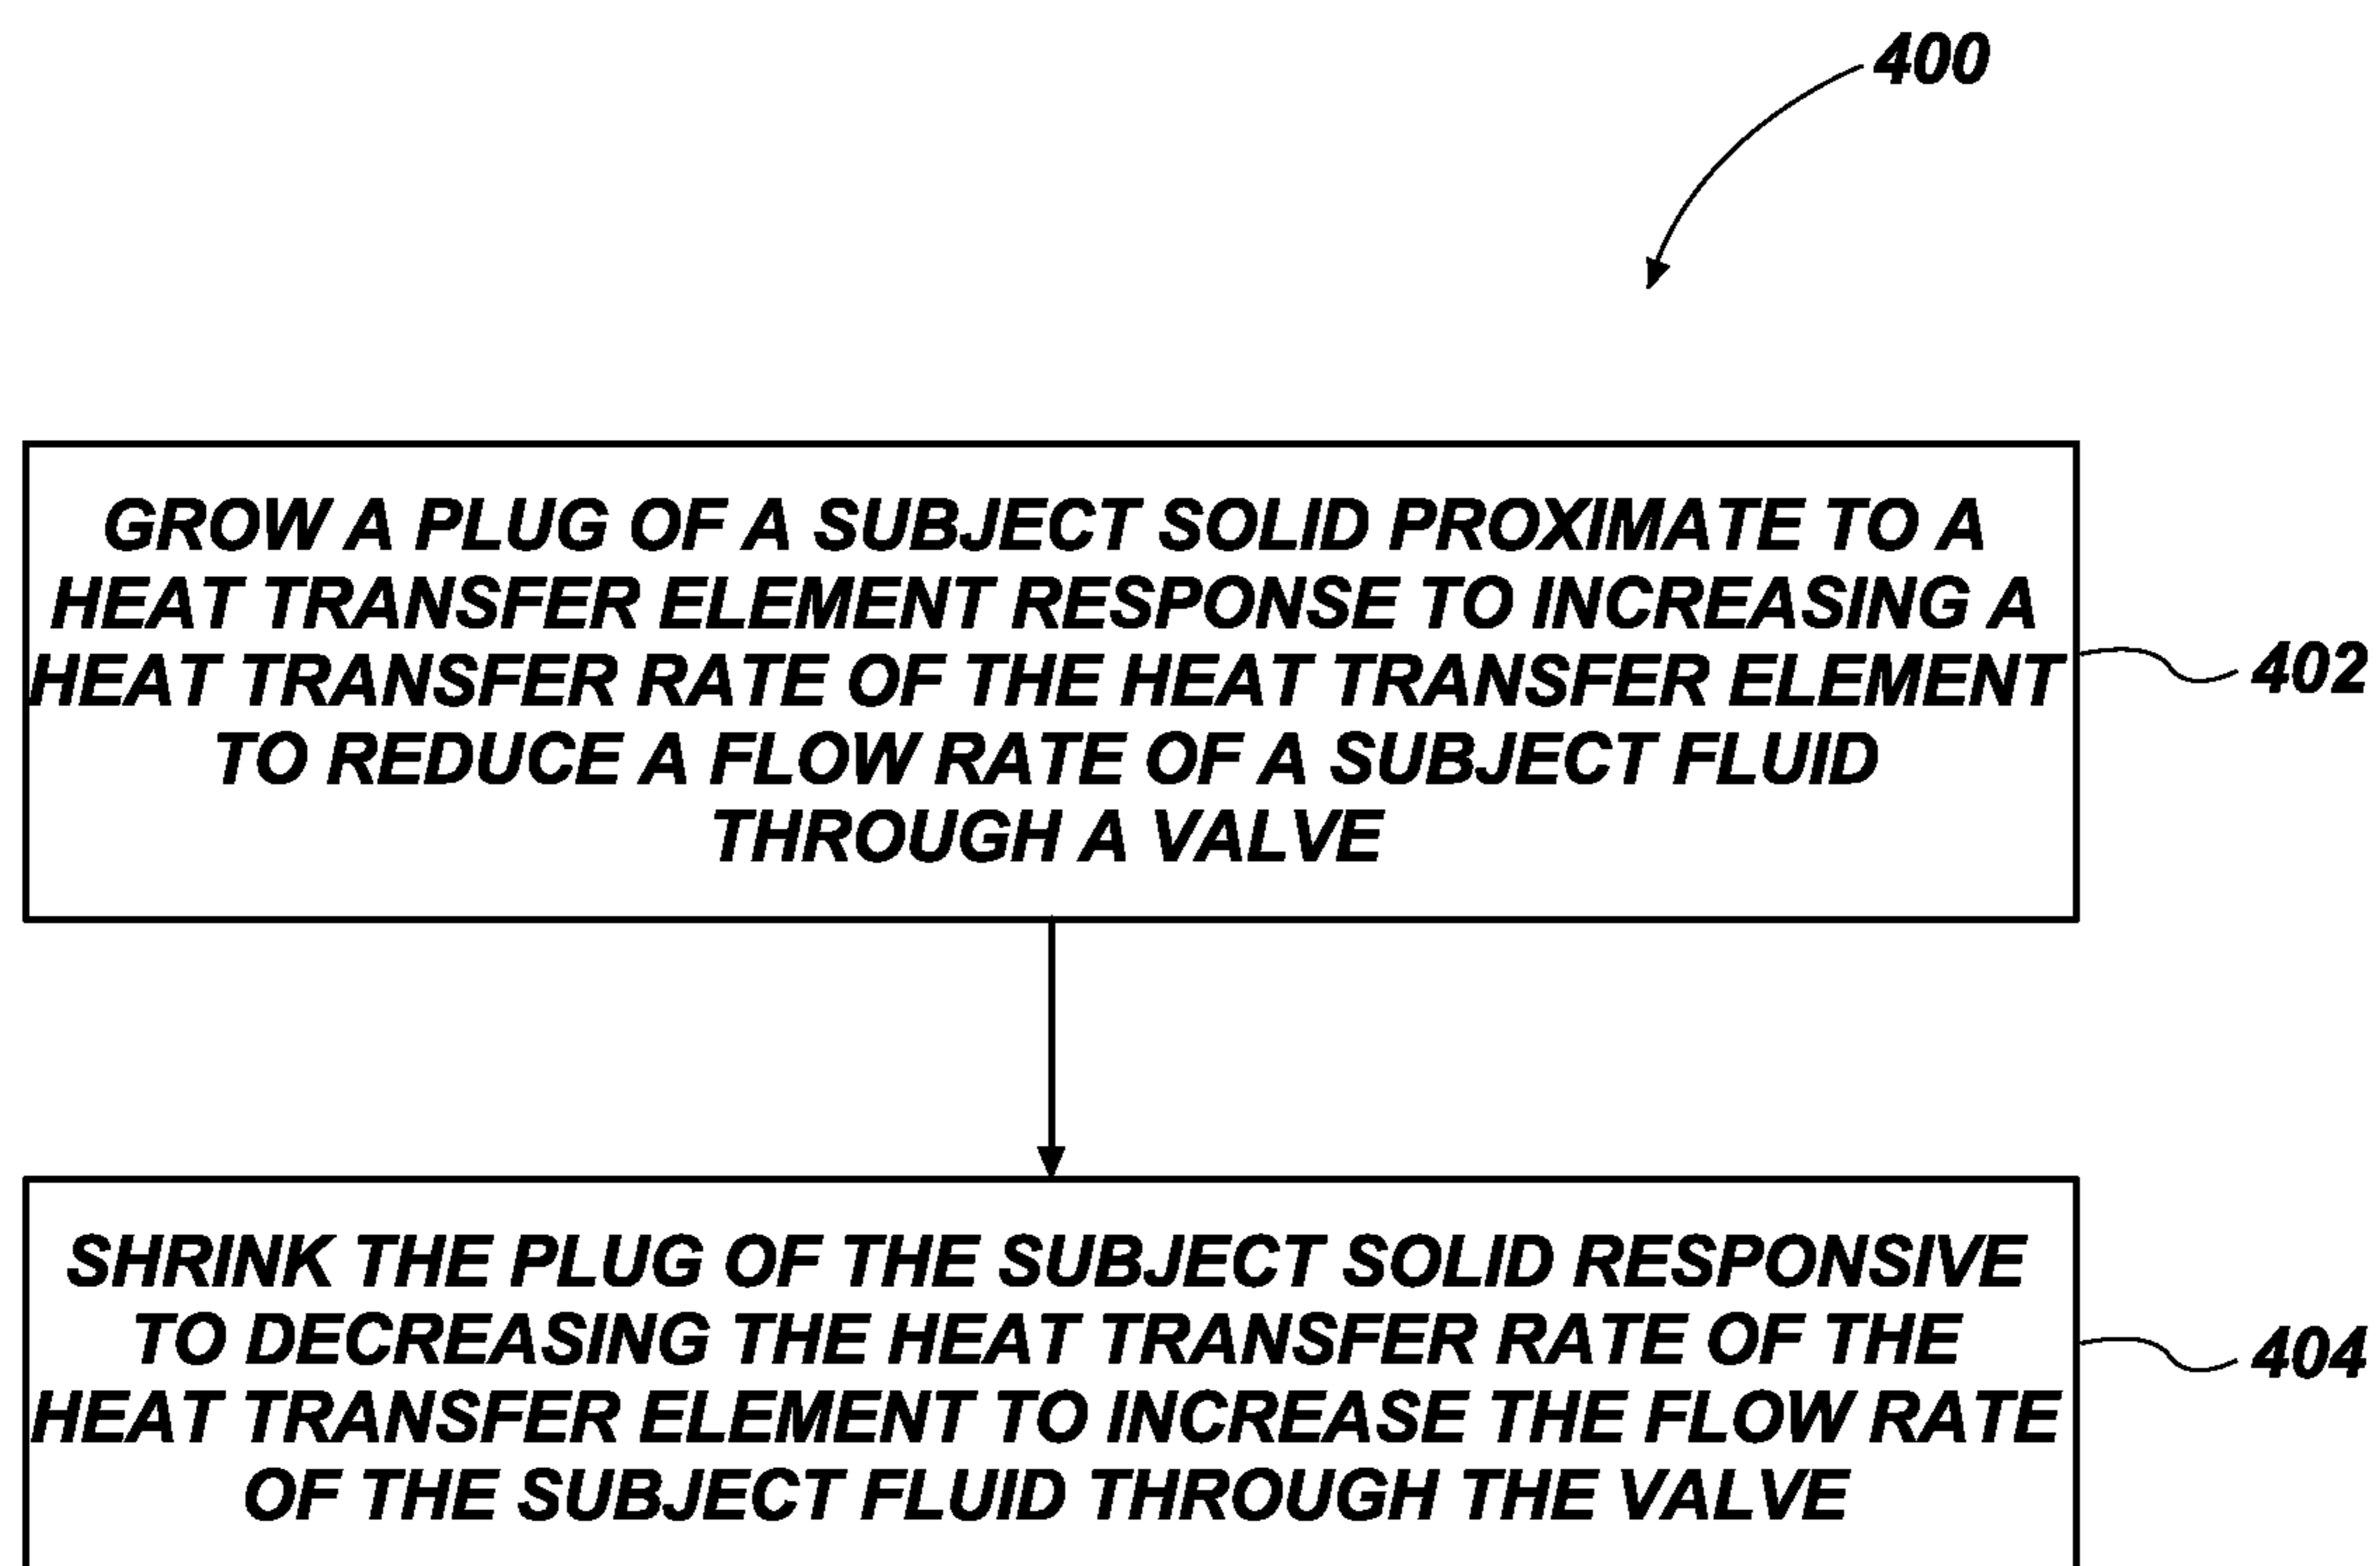 400
GROW A PLUG OF A SUBJECT SOLID PROXIMATE TO A
HEAT TRANSFER ELEMENT RESPONSE TO INCREASING A
HEAT TRANSFER RATE OF THE HEAT TRANSFER ELEMENT
TO REDUCE A FLOW RATE OF A SUBJECT FLUID
THROUGH A VALVE
402
SHRINK THE PLUG OF THE SUBJECT SOLID RESPONSIVE
TO DECREASING THE HEAT TRANSFER RATE OF THE
HEAT TRANSFER ELEMENT TO INCREASE THE FLOW RATE
OF THE SUBJECT FLUID THROUGH THE VALVE
404